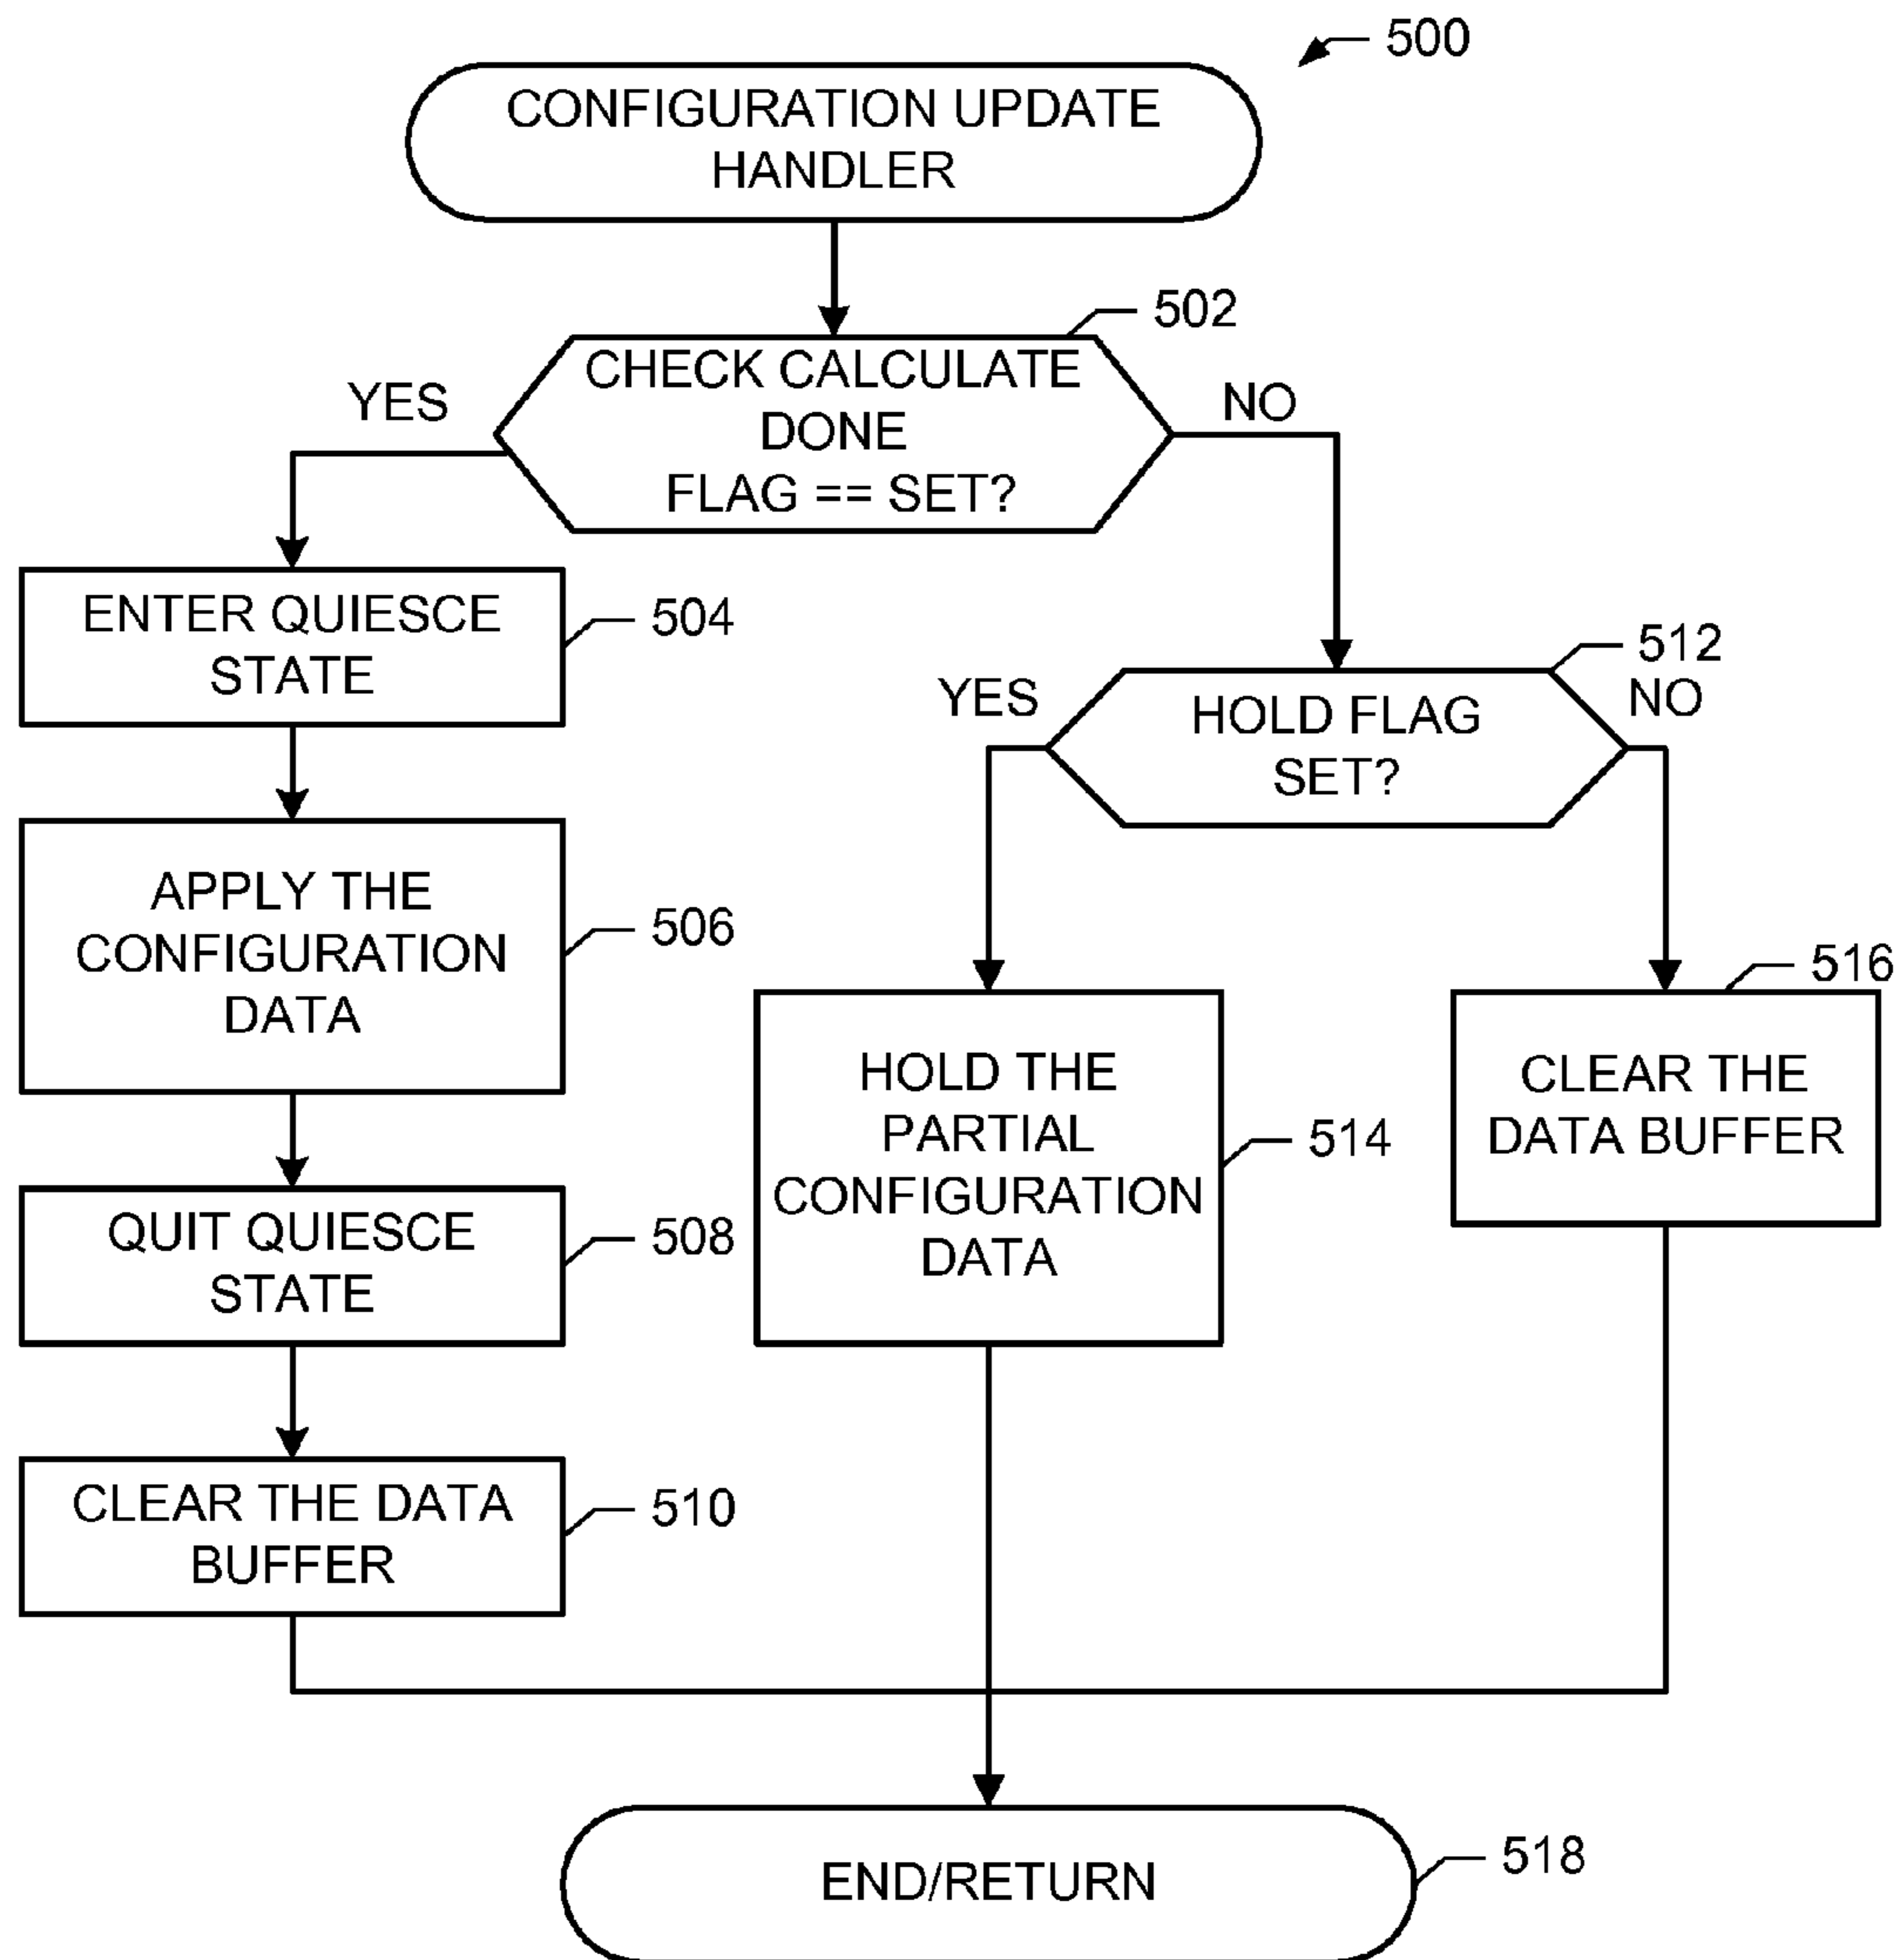 500
CONFIGURATION UPDATE
HANDLER
502
CHECK CALCULATE
DONE
FLAG == SET?
YES
NO
ENTER QUIESCE
STATE
504
512
HOLD FLAG
SET?
YES
NO
APPLY THE
CONFIGURATION
DATA
506
516
HOLD THE
PARTIAL
CONFIGURATION
DATA
514
CLEAR THE
DATA BUFFER
QUIT QUIESCE
STATE
508
CLEAR THE DATA
BUFFER
510
END/RETURN
518